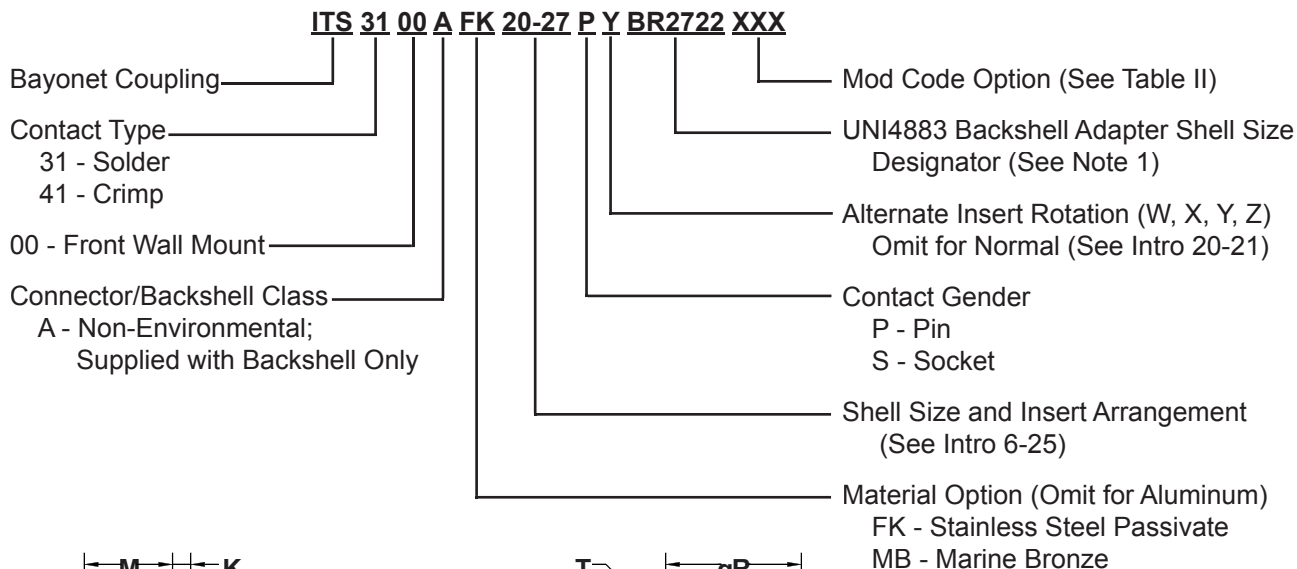 ITS 31 00 A FK 20-27 P Y BR2722 XXX
Bayonet Coupling
Contact Type
31 - Solder
41 - Crimp
00 - Front Wall Mount
Connector/Backshell Class
A - Non-Environmental;
Supplied with Backshell Only
Mod Code Option (See Table II)
UNI4883 Backshell Adapter Shell Size
Designator (See Note 1)
Alternate Insert Rotation (W, X, Y, Z)
Omit for Normal (See Intro 20-21)
Contact Gender
P - Pin
S - Socket
Shell Size and Insert Arrangement
(See Intro 6-25)
Material Option (Omit for Aluminum)
FK - Stainless Steel Passivate
MB - Marine Bronze
M K T